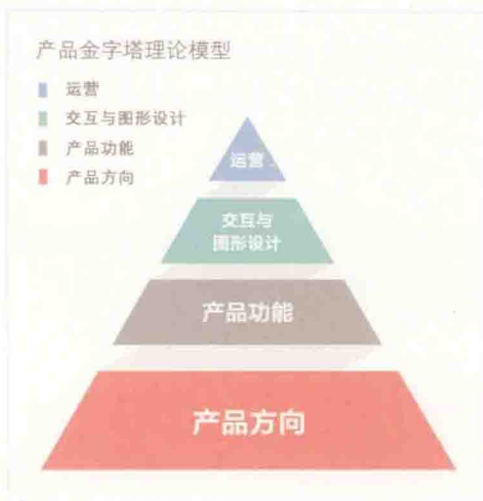 产品金字塔理论模型
运营
交互与图形设计
产品功能
产品方向
运营
交互与
图形设计
产品功能
产品方向